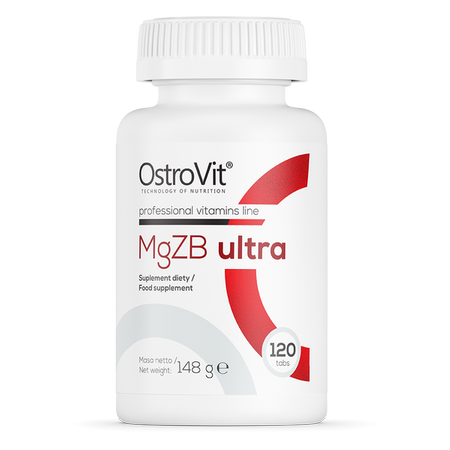 OstroVit®
TECHNOLOGY OF NUTRITION
professional vitamins line
MgZB ultra
Suplement diety /
Food supplement
120
tabs
Masa netto /
Net weight: 148 g ℮